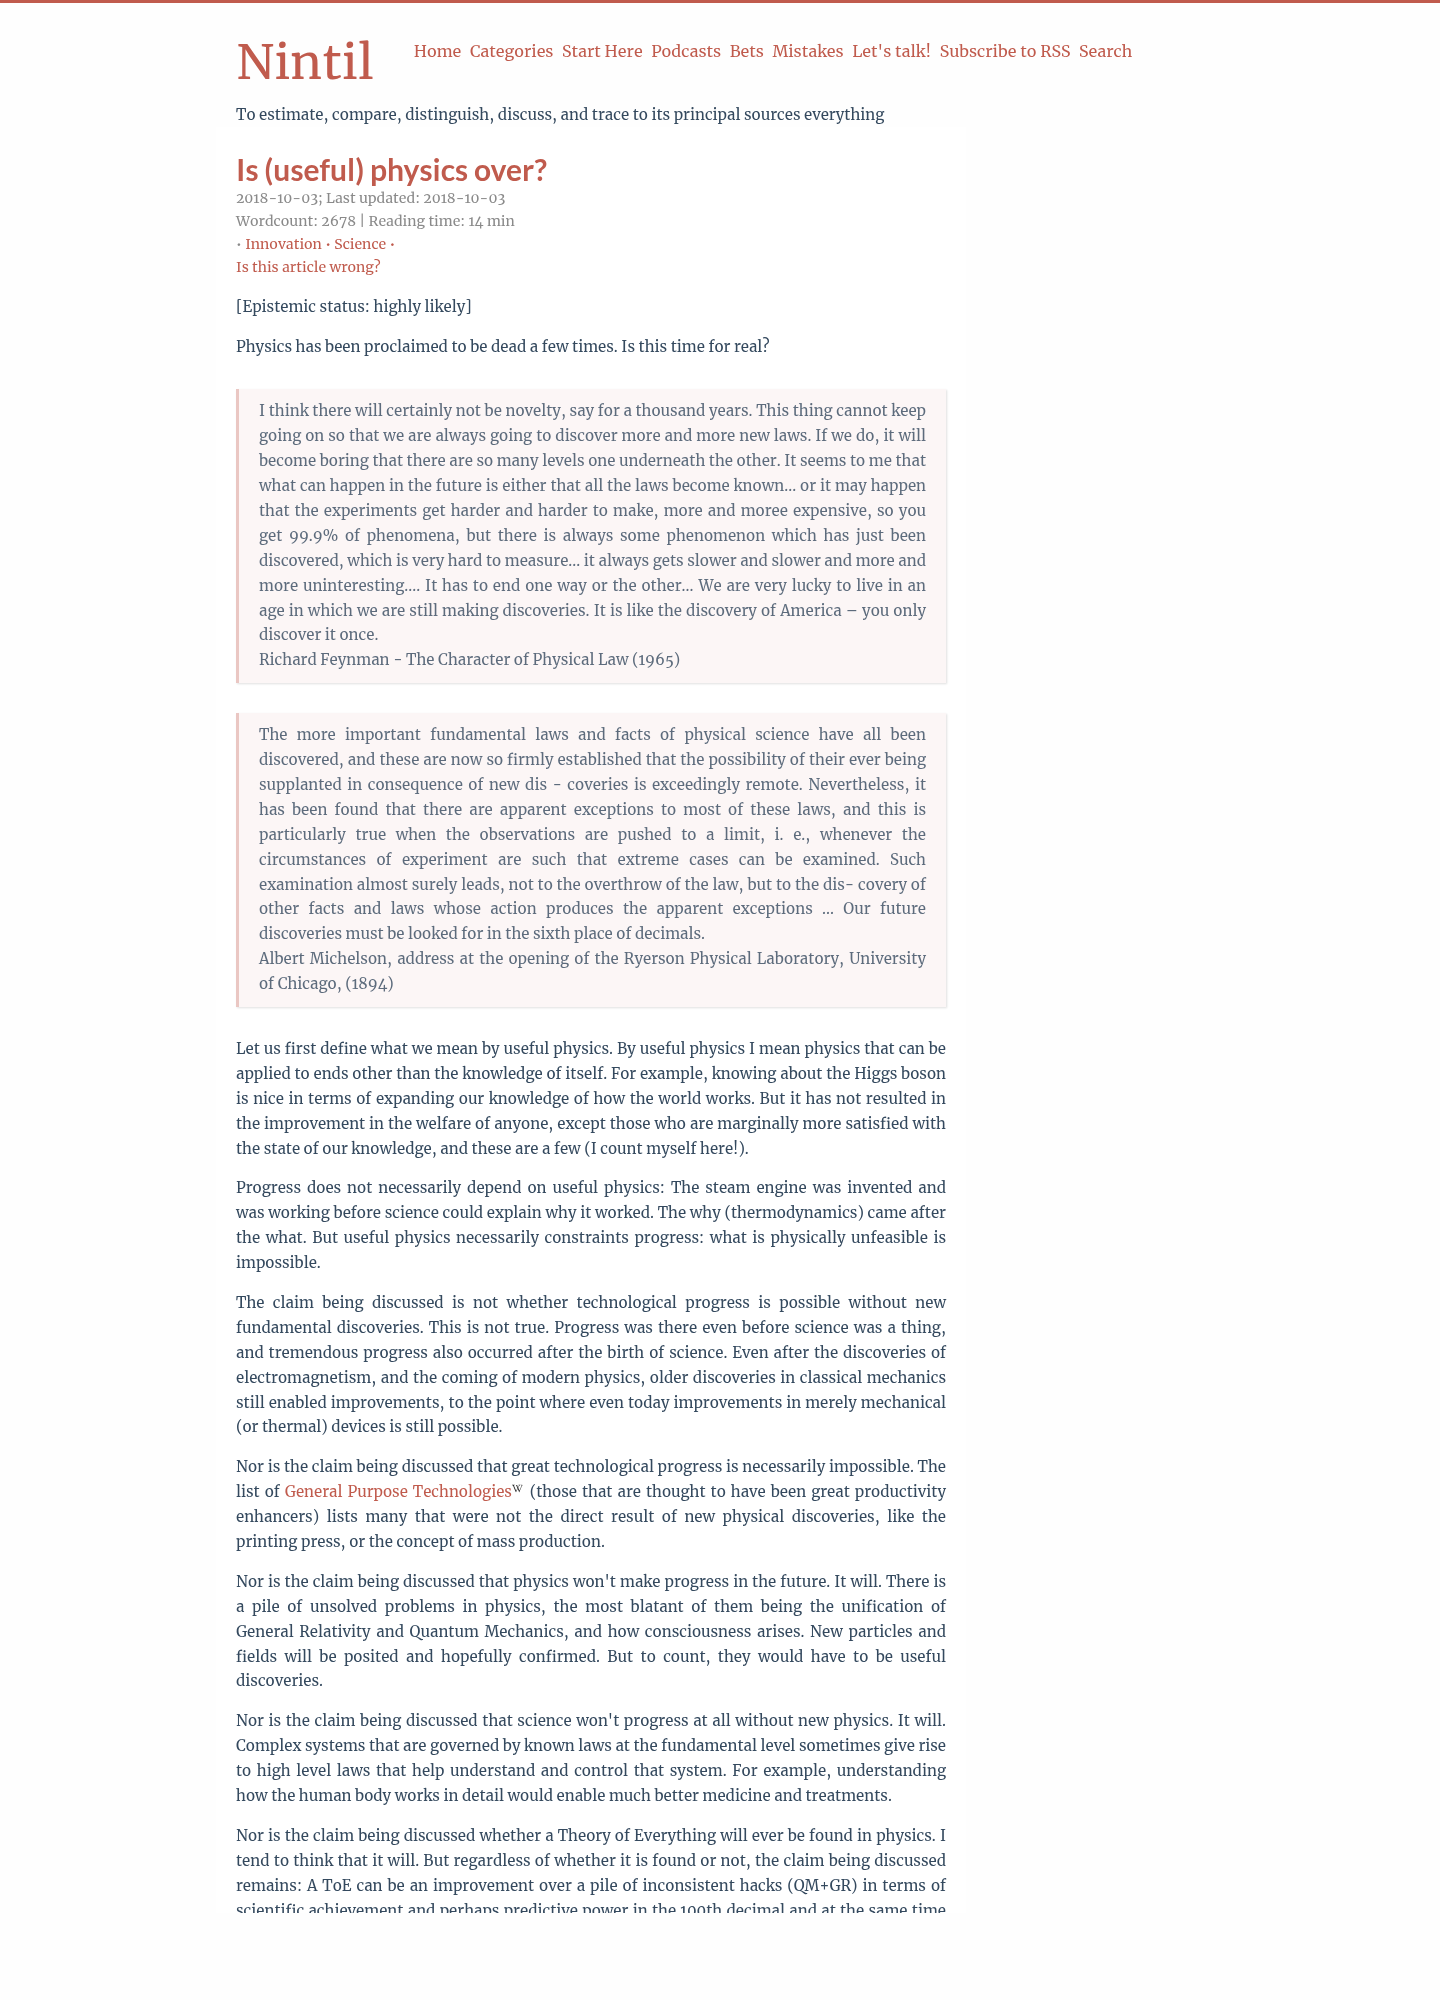 Nintil
Home Categories Start Here Podcasts Bets Mistakes Let's talk! Subscribe to RSS Search
To estimate, compare, distinguish, discuss, and trace to its principal sources everything
Is (useful) physics over?
2018-10-03; Last updated: 2018-10-03
Wordcount: 2678 | Reading time: 14 min
• Innovation • Science •
Is this article wrong?
[Epistemic status: highly likely]
Physics has been proclaimed to be dead a few times. Is this time for real?
I think there will certainly not be novelty, say for a thousand years. This thing cannot keep
going on so that we are always going to discover more and more new laws. If we do, it will
become boring that there are so many levels one underneath the other. It seems to me that
what can happen in the future is either that all the laws become known... or it may happen
that the experiments get harder and harder to make, more and moree expensive, so you
get 99.9% of phenomena, but there is always some phenomenon which has just been
discovered, which is very hard to measure... it always gets slower and slower and more and
more uninteresting.... It has to end one way or the other... We are very lucky to live in an
age in which we are still making discoveries. It is like the discovery of America – you only
discover it once.
Richard Feynman - The Character of Physical Law (1965)
The more important fundamental laws and facts of physical science have all been
discovered, and these are now so firmly established that the possibility of their ever being
supplanted in consequence of new dis - coveries is exceedingly remote. Nevertheless, it
has been found that there are apparent exceptions to most of these laws, and this is
particularly true when the observations are pushed to a limit, i. e., whenever the
circumstances of experiment are such that extreme cases can be examined. Such
examination almost surely leads, not to the overthrow of the law, but to the dis- covery of
other facts and laws whose action produces the apparent exceptions ... Our future
discoveries must be looked for in the sixth place of decimals.
Albert Michelson, address at the opening of the Ryerson Physical Laboratory, University
of Chicago, (1894)
Let us first define what we mean by useful physics. By useful physics I mean physics that can be
applied to ends other than the knowledge of itself. For example, knowing about the Higgs boson
is nice in terms of expanding our knowledge of how the world works. But it has not resulted in
the improvement in the welfare of anyone, except those who are marginally more satisfied with
the state of our knowledge, and these are a few (I count myself here!).
Progress does not necessarily depend on useful physics: The steam engine was invented and
was working before science could explain why it worked. The why (thermodynamics) came after
the what. But useful physics necessarily constraints progress: what is physically unfeasible is
impossible.
The claim being discussed is not whether technological progress is possible without new
fundamental discoveries. This is not true. Progress was there even before science was a thing,
and tremendous progress also occurred after the birth of science. Even after the discoveries of
electromagnetism, and the coming of modern physics, older discoveries in classical mechanics
still enabled improvements, to the point where even today improvements in merely mechanical
(or thermal) devices is still possible.
Nor is the claim being discussed that great technological progress is necessarily impossible. The
list of General Purpose Technologiesᵂ (those that are thought to have been great productivity
enhancers) lists many that were not the direct result of new physical discoveries, like the
printing press, or the concept of mass production.
Nor is the claim being discussed that physics won't make progress in the future. It will. There is
a pile of unsolved problems in physics, the most blatant of them being the unification of
General Relativity and Quantum Mechanics, and how consciousness arises. New particles and
fields will be posited and hopefully confirmed. But to count, they would have to be useful
discoveries.
Nor is the claim being discussed that science won't progress at all without new physics. It will.
Complex systems that are governed by known laws at the fundamental level sometimes give rise
to high level laws that help understand and control that system. For example, understanding
how the human body works in detail would enable much better medicine and treatments.
Nor is the claim being discussed whether a Theory of Everything will ever be found in physics. I
tend to think that it will. But regardless of whether it is found or not, the claim being discussed
remains: A ToE can be an improvement over a pile of inconsistent hacks (QM+GR) in terms of
scientific achievement and perhaps predictive power in the 100th decimal and at the same time